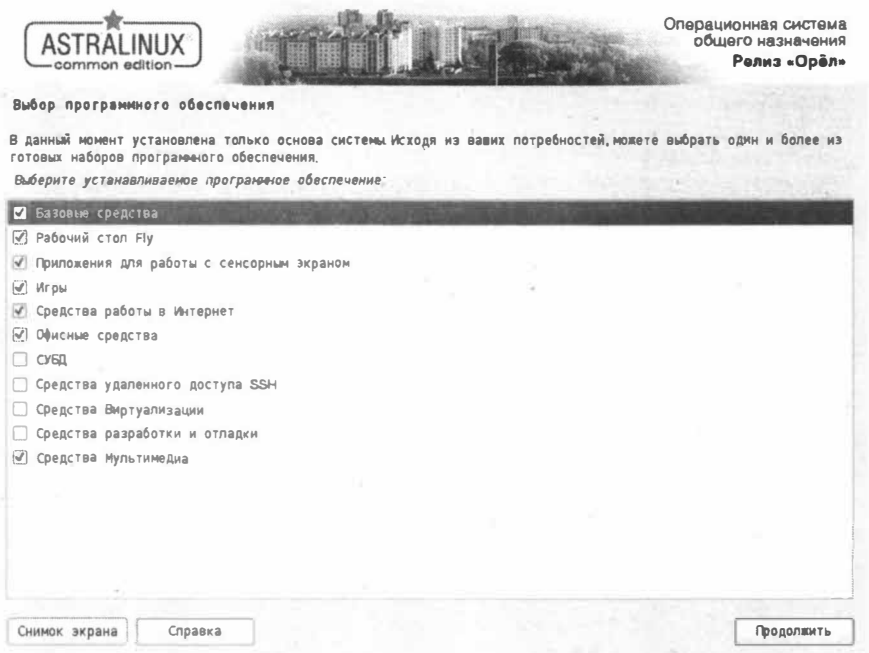 ASTRALINUX
common edition
Операционная система
общего назначения
Релиз «Орёл»
Выбор программного обеспечения
В данный момент установлена только основа системы. Исходя из ваших потребностей, можете выбрать один и более из
готовых наборов программного обеспечения.
Выберите устанавливаемое программное обеспечение:
Базовые средства
Рабочий стол Fly
Приложения для работы с сенсорным экраном
Игры
Средства работы в Интернет
Офисные средства
СУБД
Средства удаленного доступа SSH
Средства Виртуализации
Средства разработки и отладки
Средства Мультимедиа
Снимок экрана
Справка
Продолжить